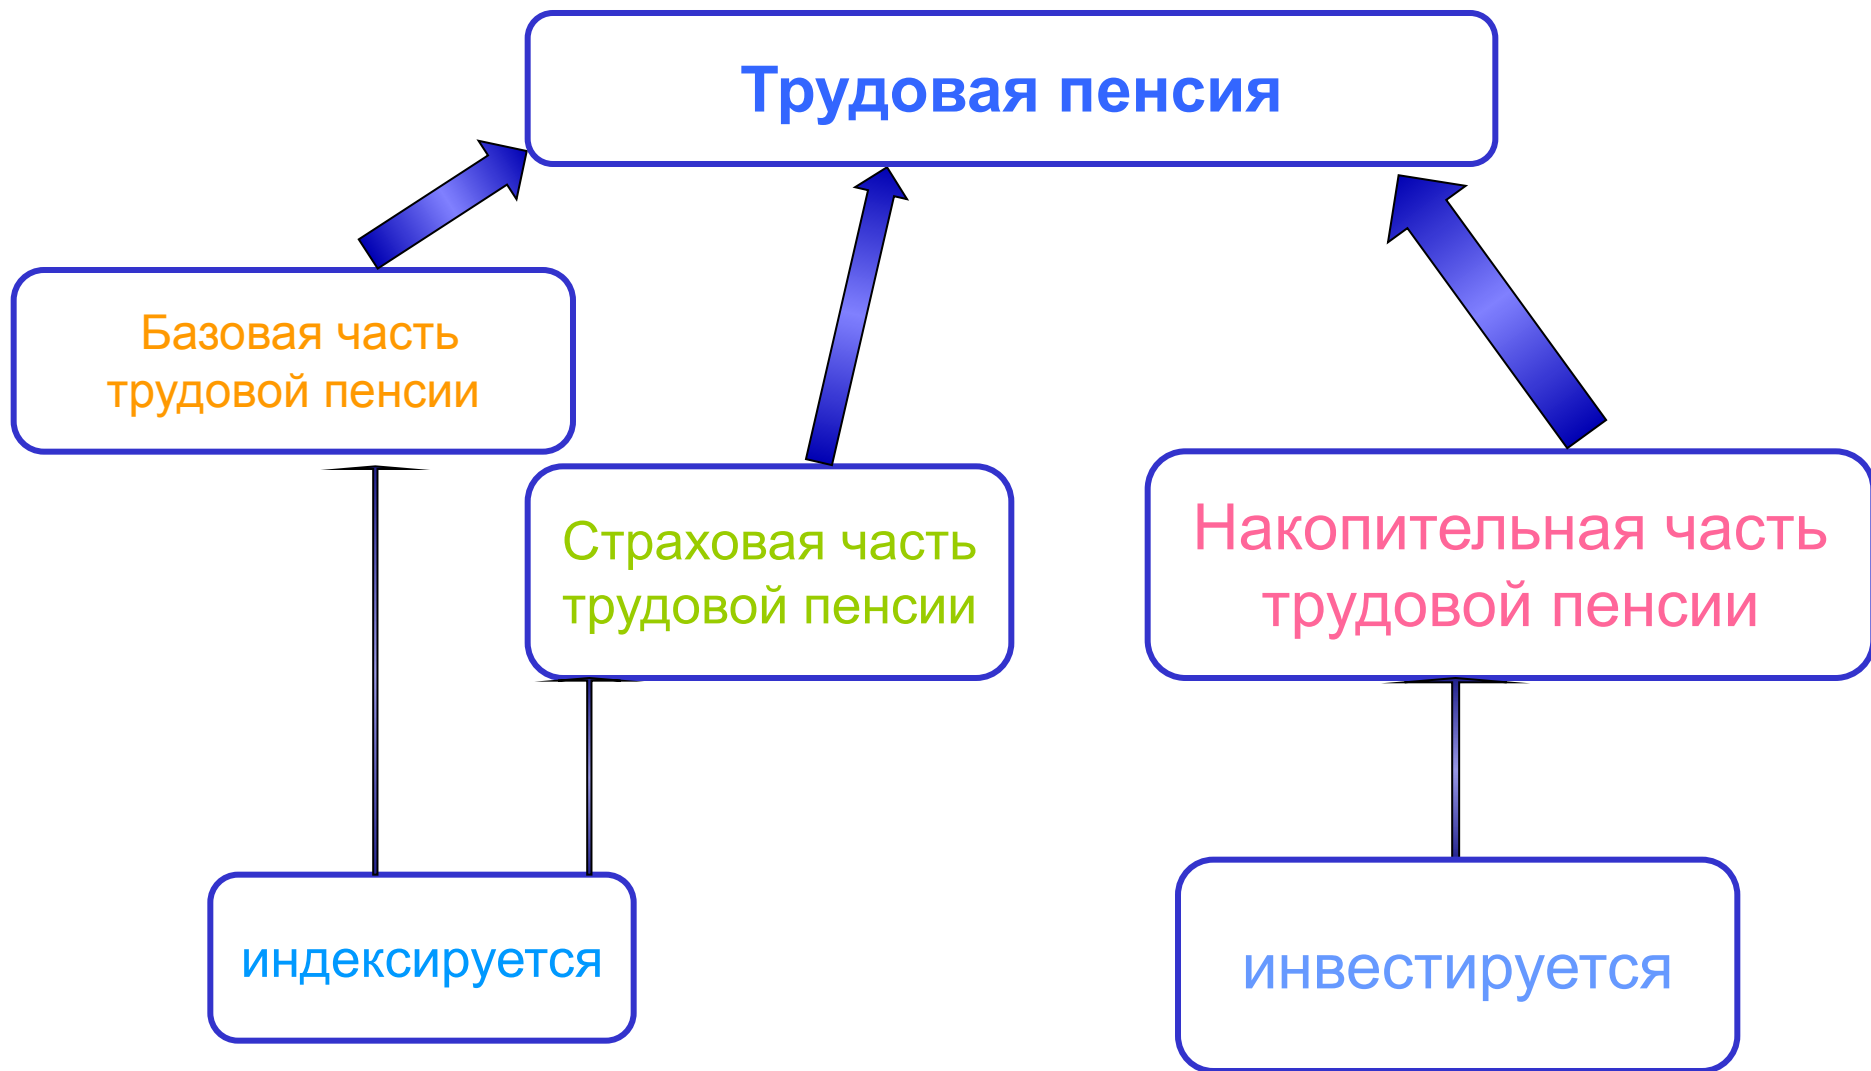 Трудовая пенсия
Базовая часть
трудовой пенсии
Страховая часть
трудовой пенсии
Накопительная часть
трудовой пенсии
индексируется
инвестируется